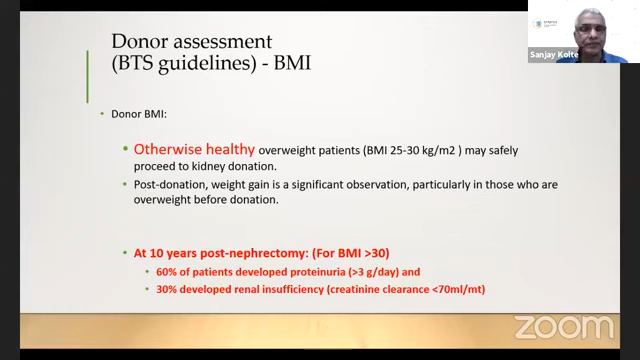 Sanjay Kolte
Donor assessment
(BTS guidelines) - BMI
• Donor BMI:
• Otherwise healthy overweight patients (BMI 25-30 kg/m2 ) may safely
proceed to kidney donation.
• Post-donation, weight gain is a significant observation, particularly in those who are
overweight before donation.
• At 10 years post-nephrectomy: (For BMI >30)
• 60% of patients developed proteinuria (>3 g/day) and
• 30% developed renal insufficiency (creatinine clearance <70ml/mt)
zoom